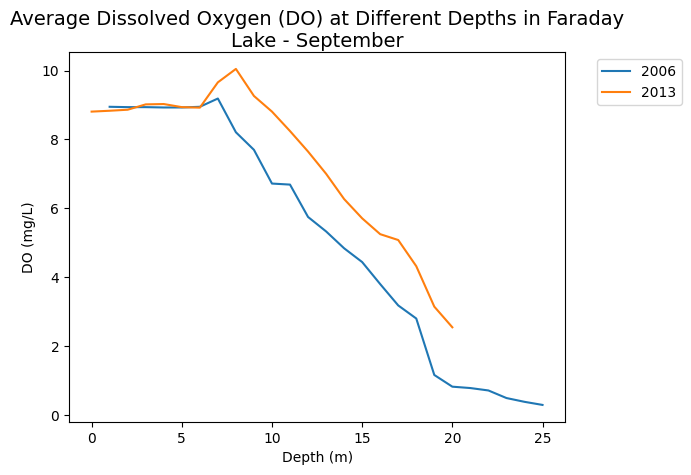 Average Dissolved Oxygen (DO) at Different Depths in Faraday
Lake - September
2006
2013
10
8
6
4
2
0
DO (mg/L)
0 5 10 15 20 25
Depth (m)